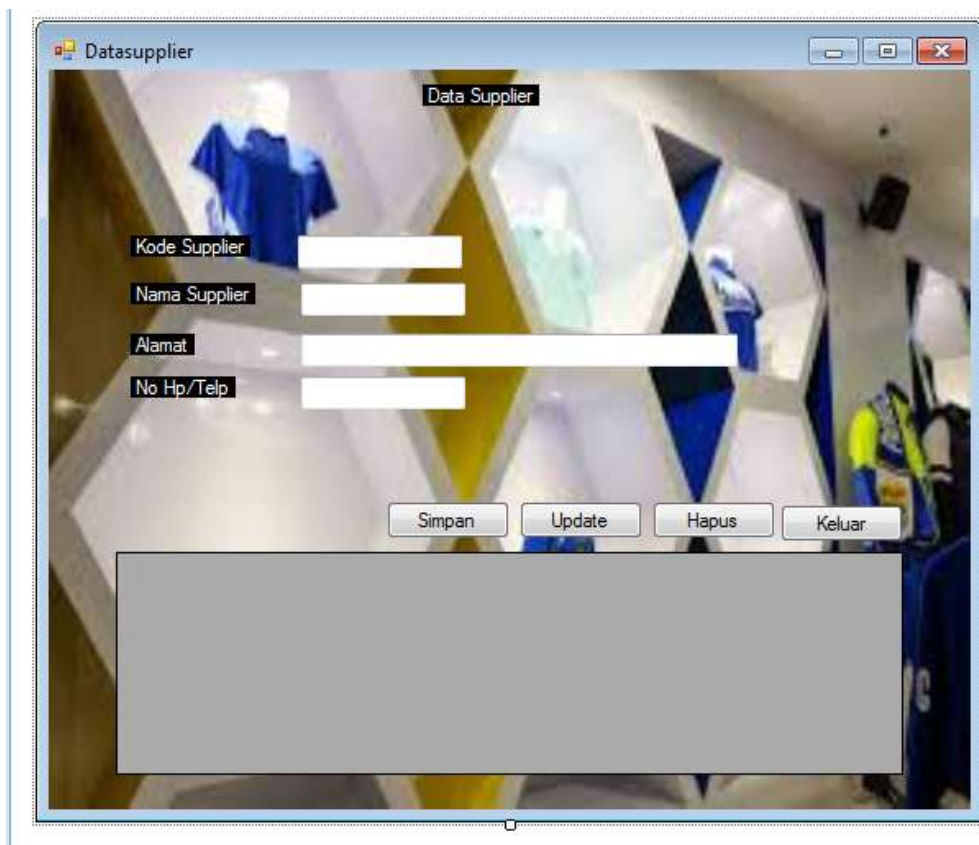 Datasupplier
Data Supplier
Kode Supplier
Nama Supplier
Alamat
No Hp/Telp
Simpan Update Hapus Keluar